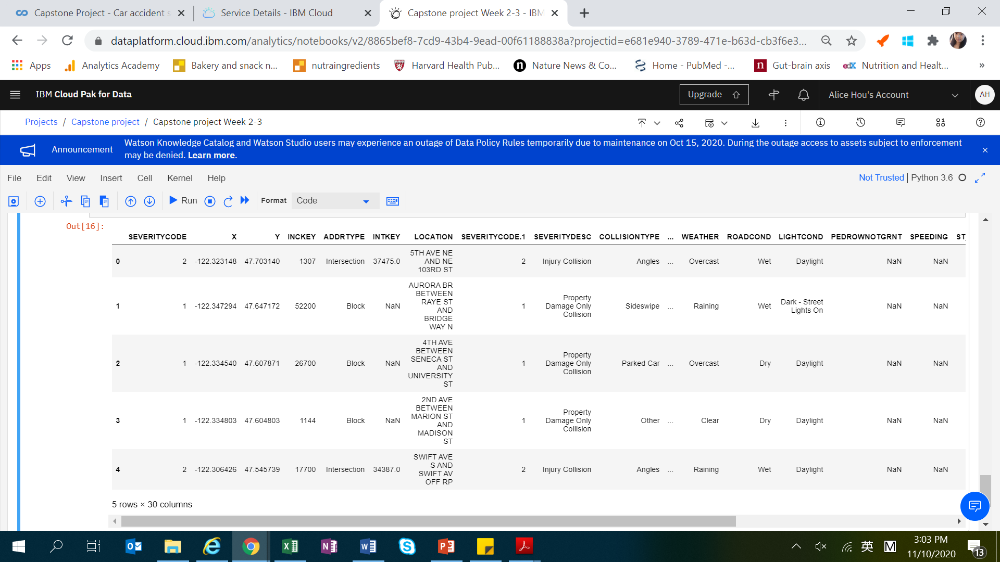 Capstone Project - Car accident s
Service Details - IBM Cloud
Capstone project Week 2-3 - IBM
dataplatform.cloud.ibm.com/analytics/notebooks/v2/8865bef8-7cd9-43b4-9ead-00f61188838a?projectid=e681e940-3789-471e-b63d-cb3f6e3...
Apps
Analytics Academy
Bakery and snack n...
nutraingredients
Harvard Health Pub...
Nature News & Co...
Home - PubMed -...
Gut-brain axis
Nutrition and Healt...
»
IBM Cloud Pak for Data
Upgrade
Alice Hou's Account
AH
Projects / Capstone project / Capstone project Week 2-3
Announcement
Watson Knowledge Catalog and Watson Studio users may experience an outage of Data Policy Rules temporarily due to maintenance on Oct 15, 2020. During the outage access to assets subject to enforcement
may be denied. Learn more.
File Edit View Insert Cell Kernel Help
Not Trusted | Python 3.6
Run
Format
Code
Out[16]:
SEVERITYCODE X Y INCKEY ADDRTYPE INTKEY LOCATION SEVERITYCODE.1 SEVERITYDESC COLLISIONTYPE ... WEATHER ROADCOND LIGHTCOND PEDROWNOTGRNT SPEEDING ST_
0 2 -122.323148 47.703140 1307 Intersection 37475.0 5TH AVE NE AND NE 103RD ST 2 Injury Collision Angles ... Overcast Wet Daylight NaN NaN
1 1 -122.347294 47.647172 52200 Block NaN AURORA BR BETWEEN RAYE ST AND BRIDGE WAY N 1 Property Damage Only Collision Sideswipe ... Raining Wet Dark - Street Lights On NaN NaN
2 1 -122.334540 47.607871 26700 Block NaN 4TH AVE BETWEEN SENECA ST AND UNIVERSITY ST 1 Property Damage Only Collision Parked Car ... Overcast Dry Daylight NaN NaN
3 1 -122.334803 47.604803 1144 Block NaN 2ND AVE BETWEEN MARION ST AND MADISON ST 1 Property Damage Only Collision Other ... Clear Dry Daylight NaN NaN
4 2 -122.306426 47.545739 17700 Intersection 34387.0 SWIFT AVE S AND SWIFT AV OFF RP 2 Injury Collision Angles ... Raining Wet Daylight NaN NaN
5 rows × 30 columns
英
M
3:03 PM
11/10/2020
13